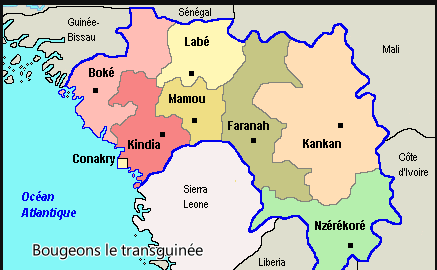 Sénégal
Guinée-
Bissau
Labé
Mali
Boké
Mamou
Faranah
Kindia
Kankan
Conakry
Côte
d'Ivoire
Sierra
Leone
Océan
Atlantique
Nzérékoré
Bougeons le transguinée
Liberia